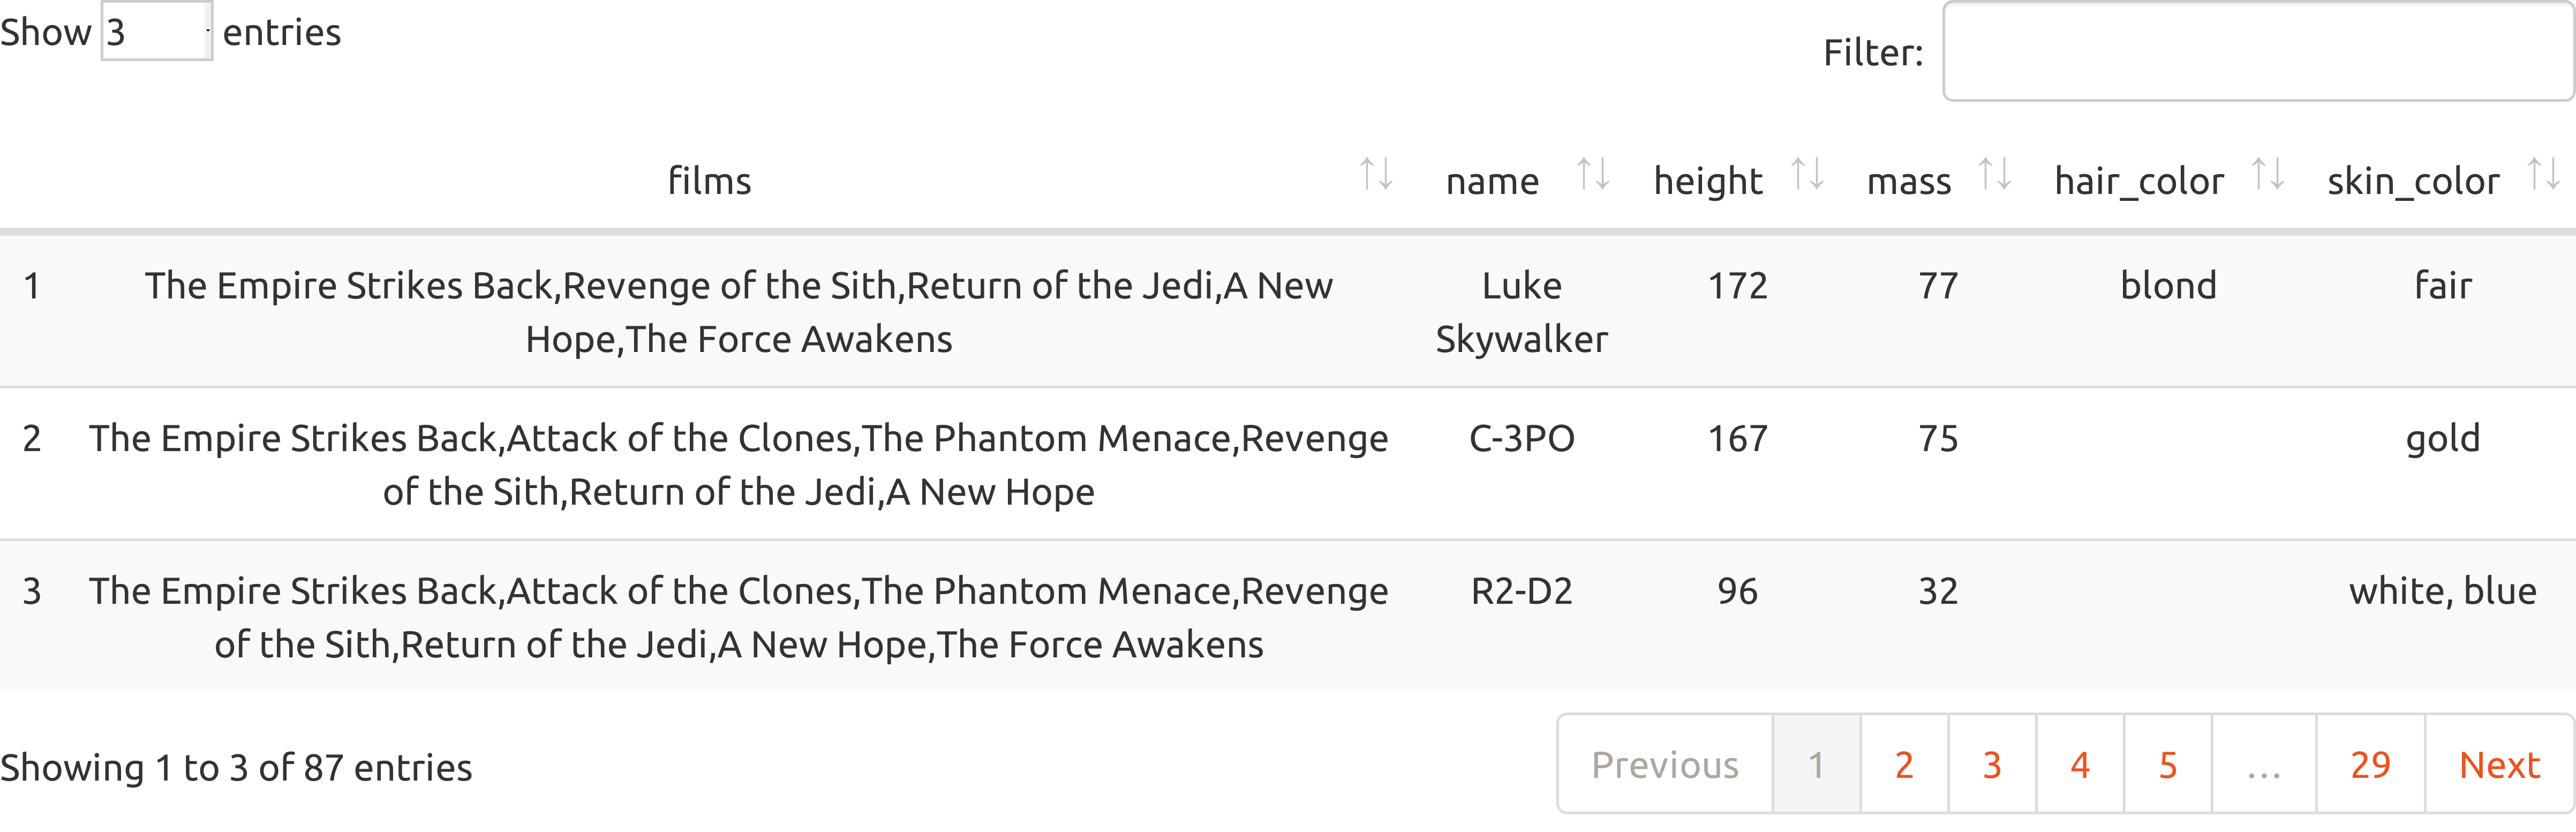 Show 3 entries
Filter:
films name height mass hair_color skin_color
1 The Empire Strikes Back,Revenge of the Sith,Return of the Jedi,A New Luke 172 77 blond fair
Hope,The Force Awakens Skywalker
2 The Empire Strikes Back,Attack of the Clones,The Phantom Menace,Revenge C-3PO 167 75 gold
of the Sith,Return of the Jedi,A New Hope
3 The Empire Strikes Back,Attack of the Clones,The Phantom Menace,Revenge R2-D2 96 32 white, blue
of the Sith,Return of the Jedi,A New Hope,The Force Awakens
Showing 1 to 3 of 87 entries
Previous 1 2 3 4 5 … 29 Next